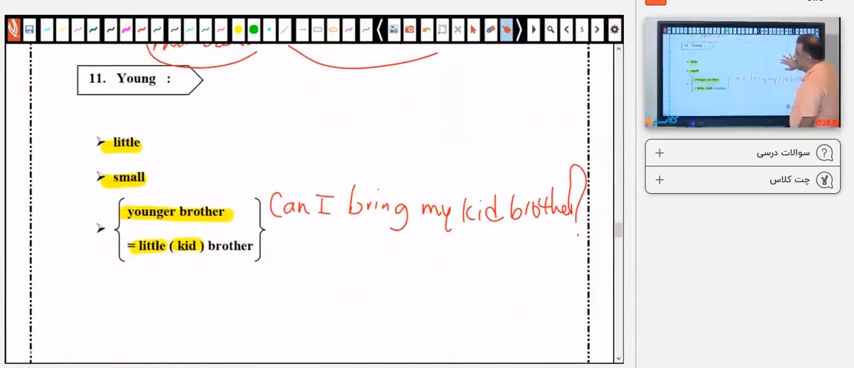 11. Young :
little
small
younger brother
= little ( kid ) brother
Can I bring my kid brother?
سوالات درسی
چت کلاس